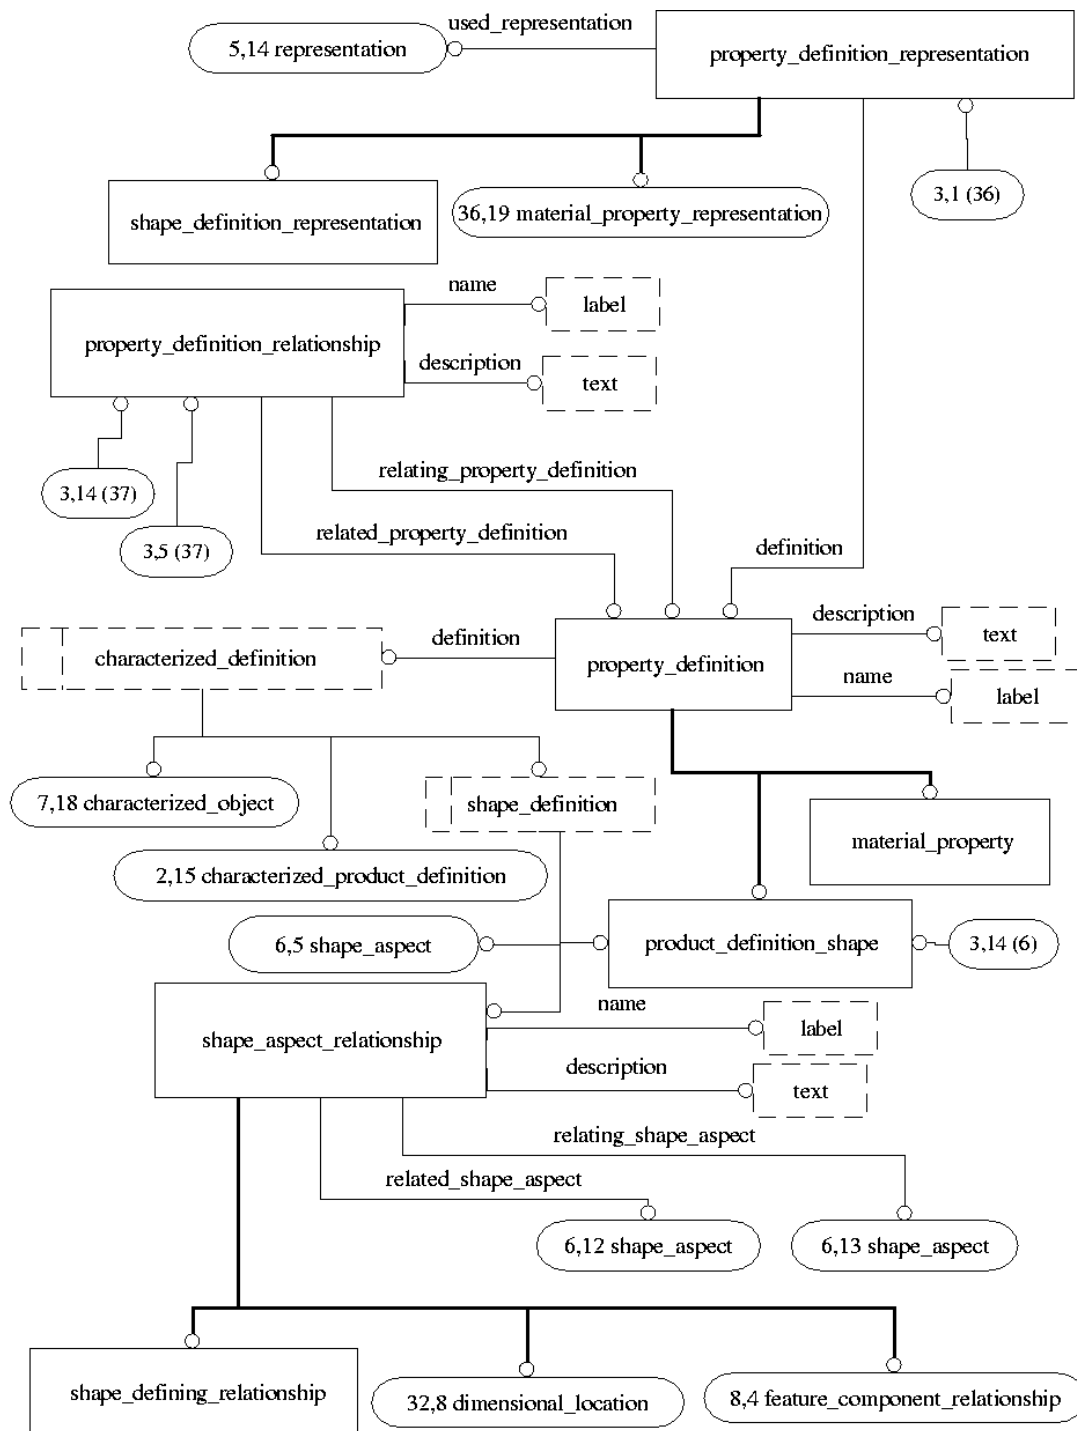 used_representation
5,14 representation
property_definition_representation
3,1 (36)
shape_definition_representation
36,19 material_property_representation
name
label
property_definition_relationship
description
text
relating_property_definition
3,14 (37)
related_property_definition
3,5 (37)
definition
description
text
definition
characterized_definition
property_definition
name
label
7,18 characterized_object
shape_definition
material_property
2,15 characterized_product_definition
6,5 shape_aspect
product_definition_shape
3,14 (6)
name
label
shape_aspect_relationship
description
text
relating_shape_aspect
related_shape_aspect
6,12 shape_aspect
6,13 shape_aspect
shape_defining_relationship
32,8 dimensional_location
8,4 feature_component_relationship